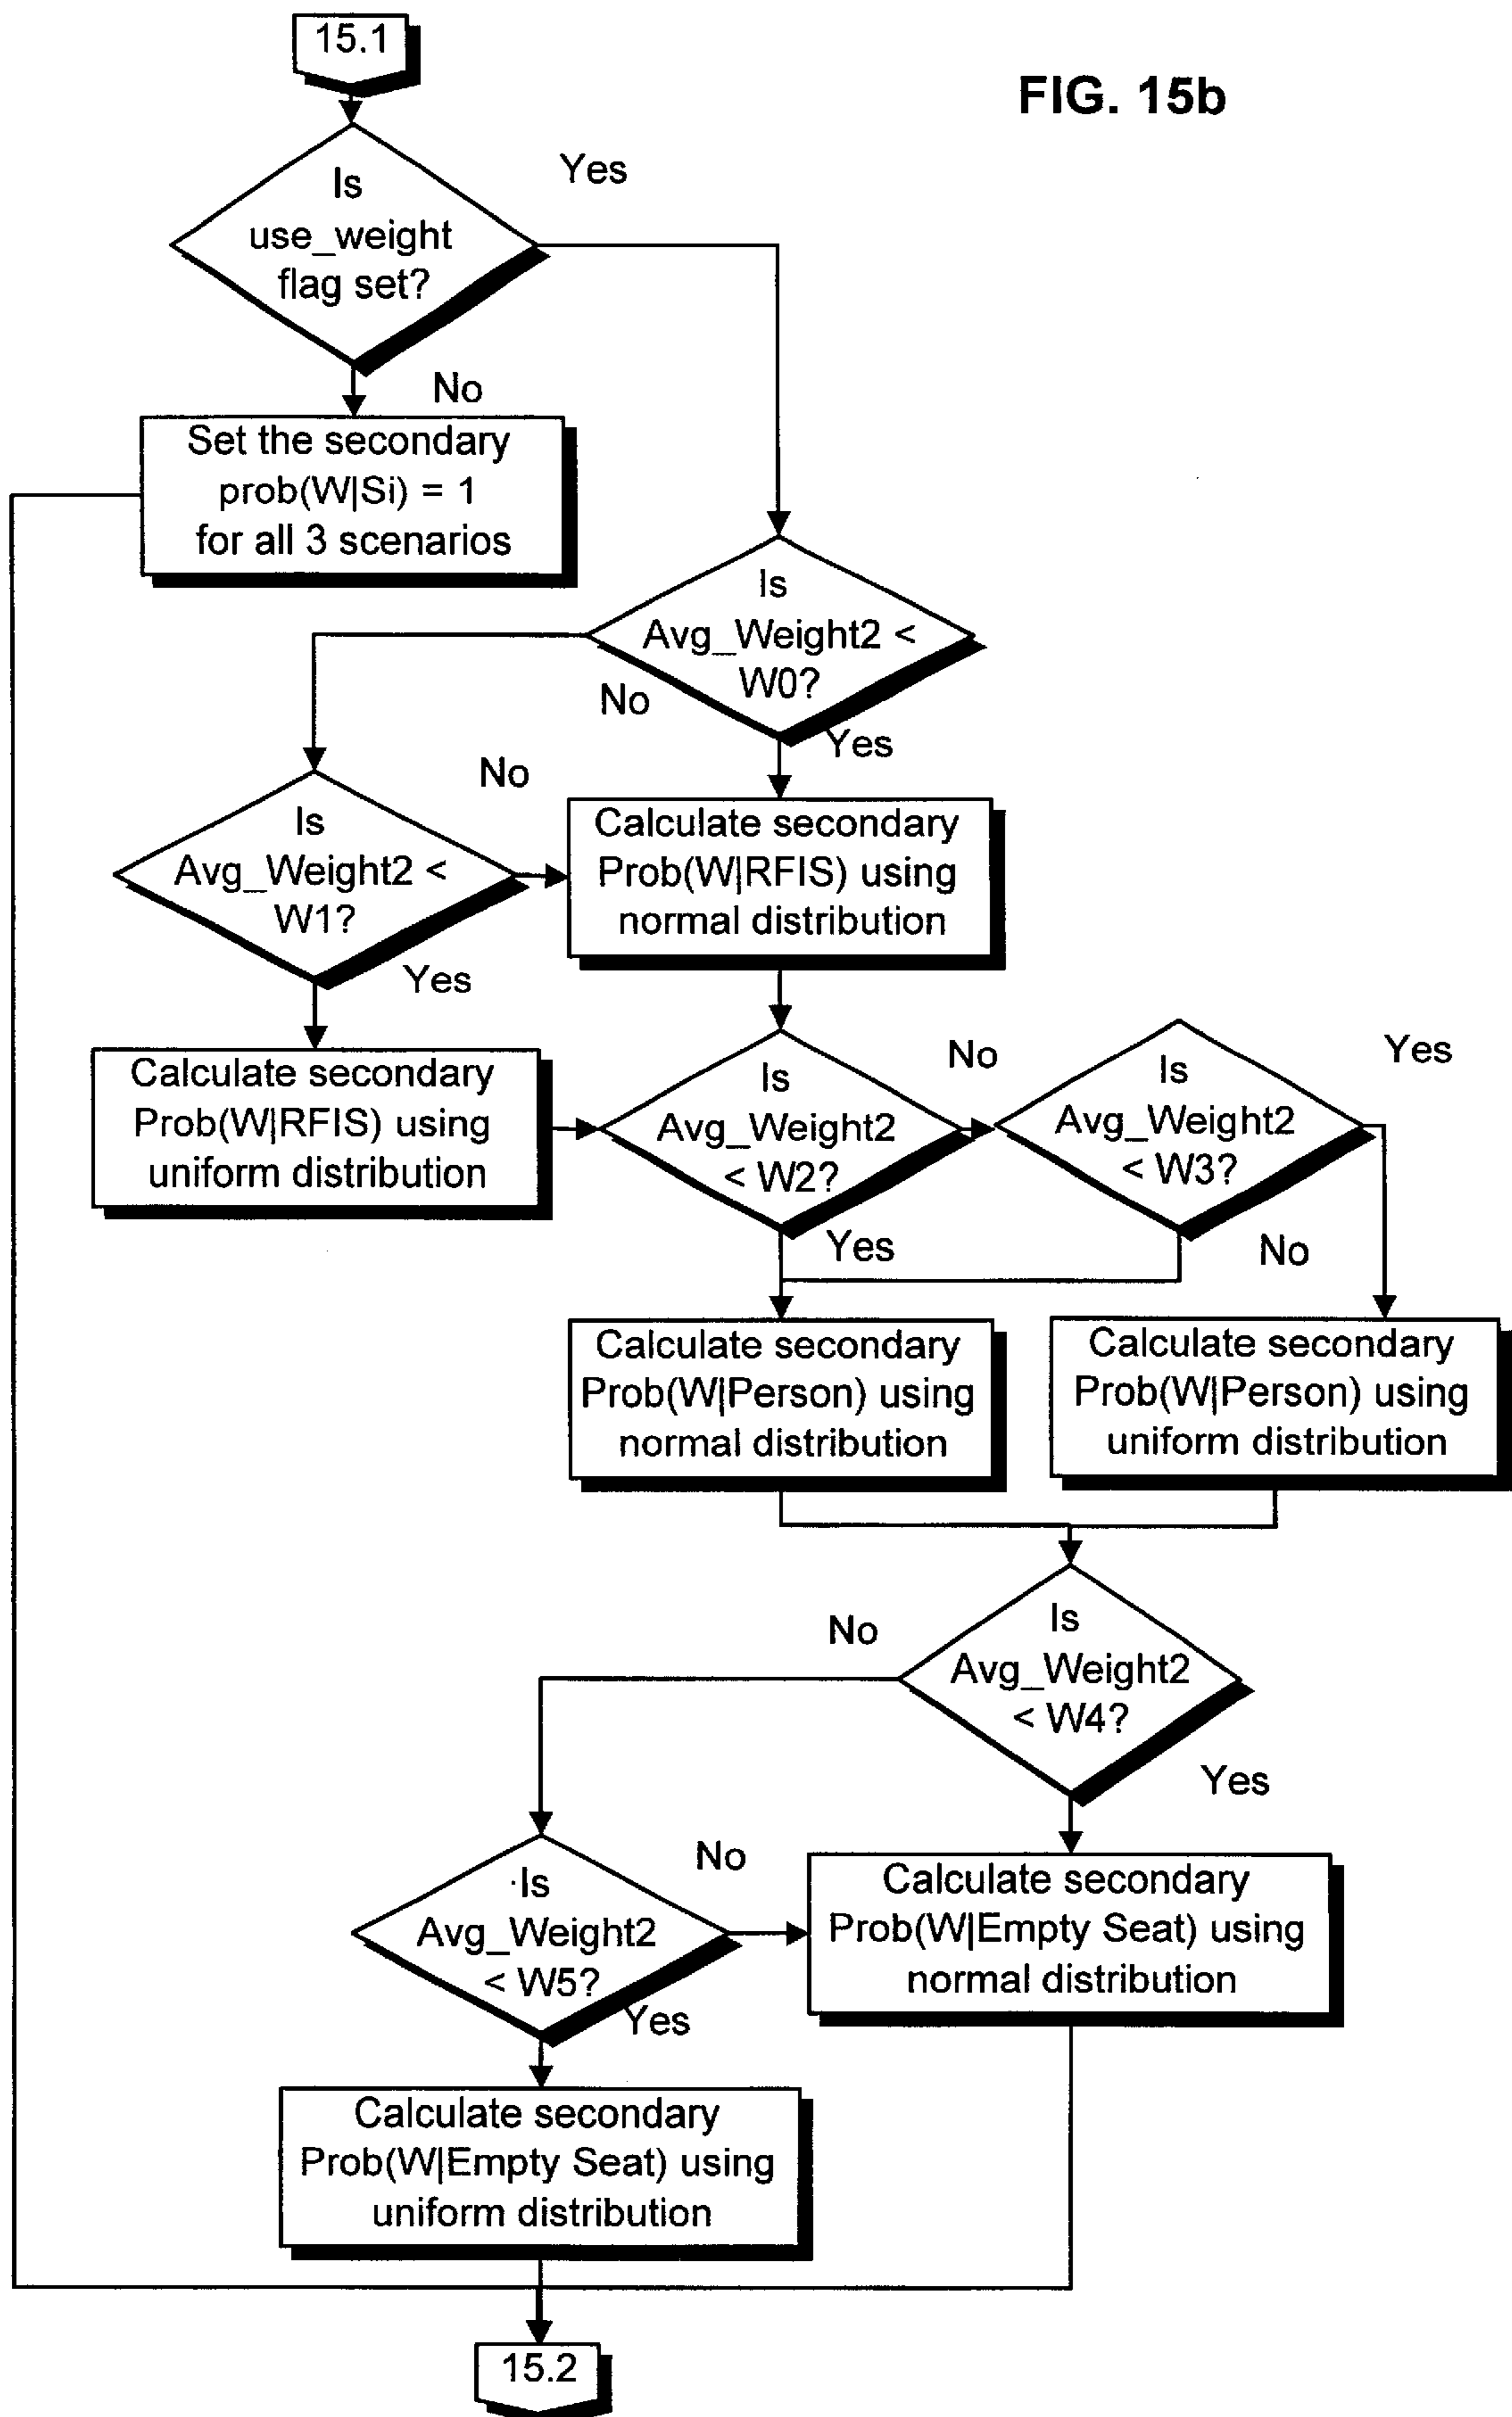 15.1
FIG. 15b
Is
use_weight
flag set?
Yes
No
Set the secondary
prob(W|Si) = 1
for all 3 scenarios
Is
Avg_Weight2 <
W0?
No
Yes
Is
Avg_Weight2 <
W1?
No
Yes
Calculate secondary
Prob(W|RFIS) using
normal distribution
Calculate secondary
Prob(W|RFIS) using
uniform distribution
Is
Avg_Weight2
< W2?
No
Yes
Is
Avg_Weight2
< W3?
Yes
No
Calculate secondary
Prob(W|Person) using
normal distribution
Calculate secondary
Prob(W|Person) using
uniform distribution
Is
Avg_Weight2
< W4?
No
Yes
Is
Avg_Weight2
< W5?
No
Yes
Calculate secondary
Prob(W|Empty Seat) using
normal distribution
Calculate secondary
Prob(W|Empty Seat) using
uniform distribution
15.2